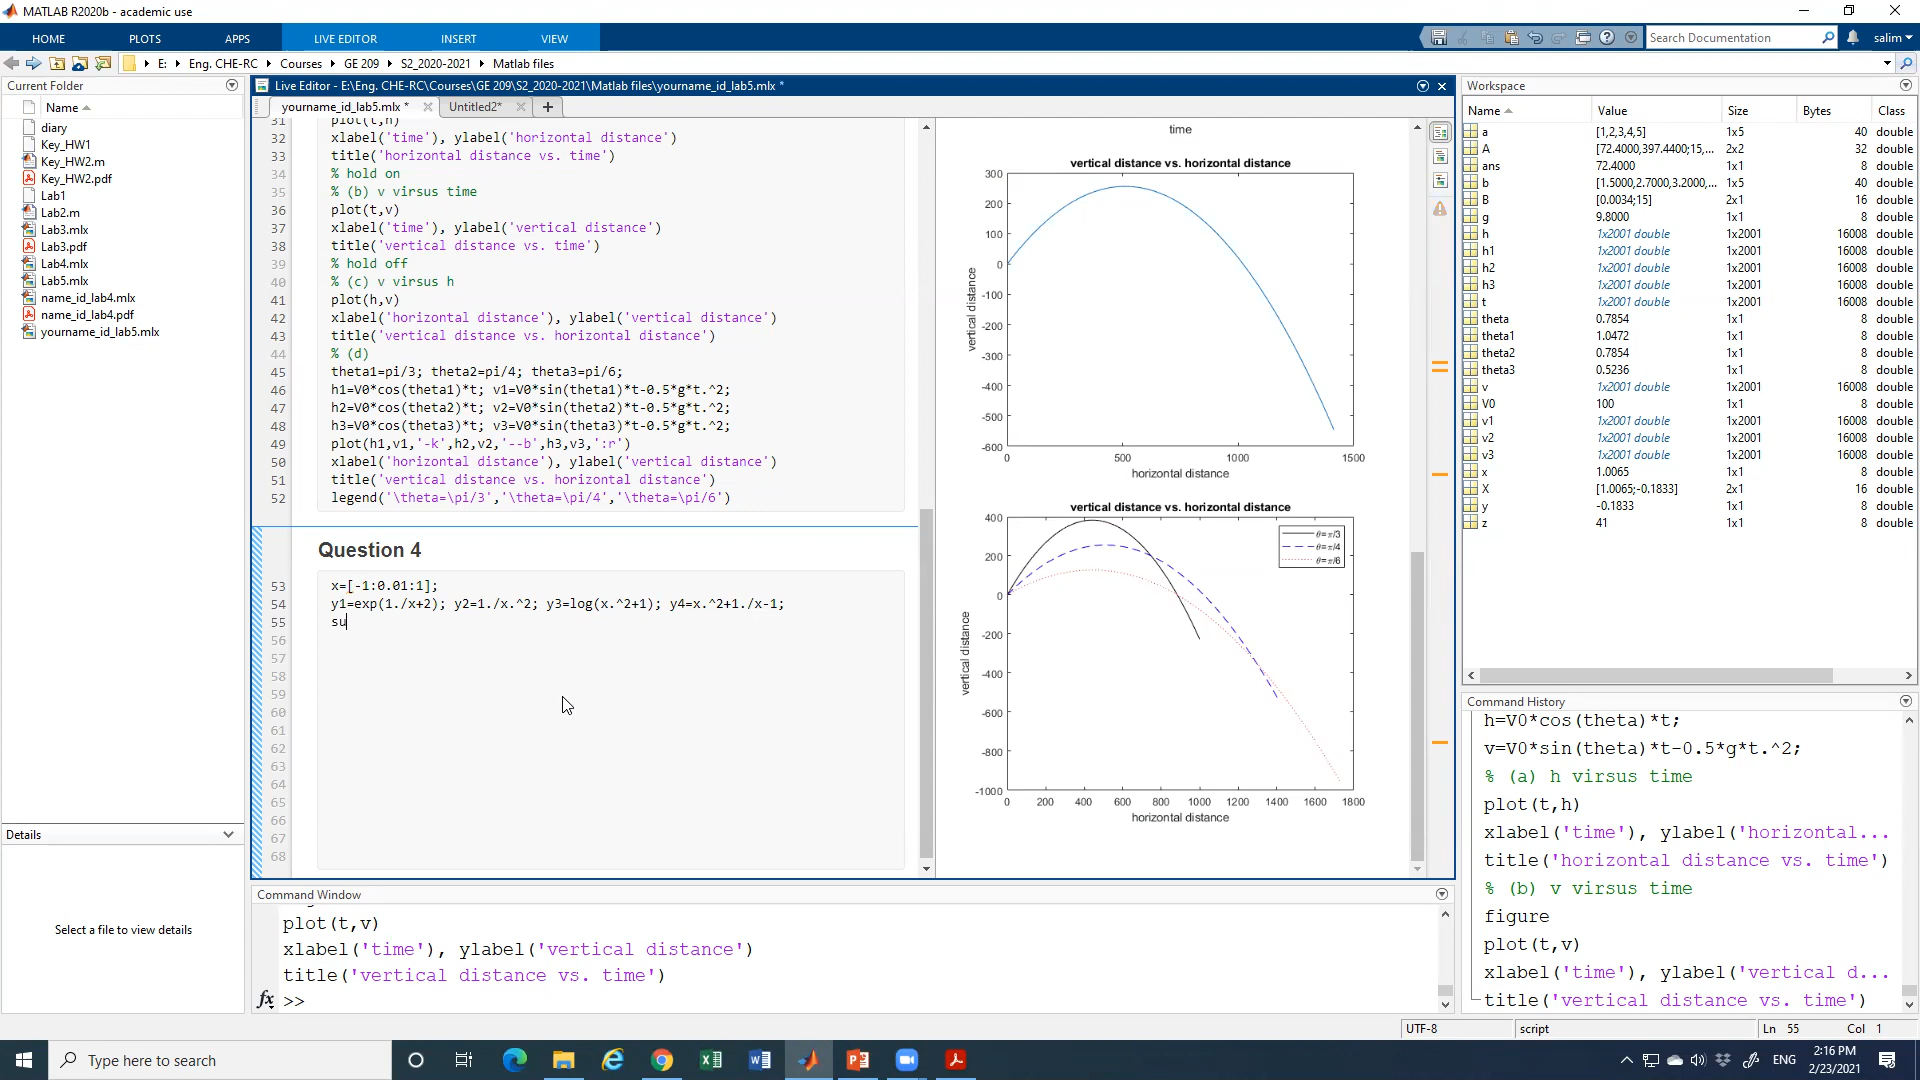 MATLAB R2020b - academic use
HOME PLOTS APPS LIVE EDITOR INSERT VIEW
Search Documentation
salim
E: Eng. CHE-RC Courses GE 209 S2_2020-2021 Matlab files
Current Folder
Name
diary
Key_HW1
Key_HW2.m
Key_HW2.pdf
Lab1
Lab2.m
Lab3.mlx
Lab3.pdf
Lab4.mlx
Lab5.mlx
name_id_lab4.mlx
name_id_lab4.pdf
yourname_id_lab5.mlx
Details
Select a file to view details
Live Editor - E:\Eng. CHE-RC\Courses\GE 209\S2_2020-2021\Matlab files\yourname_id_lab5.mlx *
yourname_id_lab5.mlx * Untitled2*
31 plot(t,h)
32 xlabel('time'), ylabel('horizontal distance')
33 title('horizontal distance vs. time')
34 % hold on
35 % (b) v virsus time
36 plot(t,v)
37 xlabel('time'), ylabel('vertical distance')
38 title('vertical distance vs. time')
39 % hold off
40 % (c) v virsus h
41 plot(h,v)
42 xlabel('horizontal distance'), ylabel('vertical distance')
43 title('vertical distance vs. horizontal distance')
44 % (d)
45 theta1=pi/3; theta2=pi/4; theta3=pi/6;
46 h1=V0*cos(theta1)*t; v1=V0*sin(theta1)*t-0.5*g*t.^2;
47 h2=V0*cos(theta2)*t; v2=V0*sin(theta2)*t-0.5*g*t.^2;
48 h3=V0*cos(theta3)*t; v3=V0*sin(theta3)*t-0.5*g*t.^2;
49 plot(h1,v1,'-k',h2,v2,'--b',h3,v3,':r')
50 xlabel('horizontal distance'), ylabel('vertical distance')
51 title('vertical distance vs. horizontal distance')
52 legend('\theta=\pi/3','\theta=\pi/4','\theta=\pi/6')
Question 4
53 x=[-1:0.01:1];
54 y1=exp(1./x+2); y2=1./x.^2; y3=log(x.^2+1); y4=x.^2+1./x-1;
55 su
56
57
58
59
60
61
62
63
64
65
66
67
68
time
vertical distance vs. horizontal distance
300
200
100
0
-100
-200
-300
-400
-500
-600
vertical distance
0 500 1000 1500
horizontal distance
vertical distance vs. horizontal distance
400
200
0
-200
-400
-600
-800
-1000
vertical distance
θ=π/3
θ=π/4
θ=π/6
0 200 400 600 800 1000 1200 1400 1600 1800
horizontal distance
Command Window
plot(t,v)
xlabel('time'), ylabel('vertical distance')
title('vertical distance vs. time')
fx >>
Workspace
Name Value Size Bytes Class
a [1,2,3,4,5] 1x5 40 double
A [72.4000,397.4400;15,... 2x2 32 double
ans 72.4000 1x1 8 double
b [1.5000,2.7000,3.2000,... 1x5 40 double
B [0.0034;15] 2x1 16 double
g 9.8000 1x1 8 double
h 1x2001 double 1x2001 16008 double
h1 1x2001 double 1x2001 16008 double
h2 1x2001 double 1x2001 16008 double
h3 1x2001 double 1x2001 16008 double
t 1x2001 double 1x2001 16008 double
theta 0.7854 1x1 8 double
theta1 1.0472 1x1 8 double
theta2 0.7854 1x1 8 double
theta3 0.5236 1x1 8 double
v 1x2001 double 1x2001 16008 double
V0 100 1x1 8 double
v1 1x2001 double 1x2001 16008 double
v2 1x2001 double 1x2001 16008 double
v3 1x2001 double 1x2001 16008 double
x 1.0065 1x1 8 double
X [1.0065;-0.1833] 2x1 16 double
y -0.1833 1x1 8 double
z 41 1x1 8 double
Command History
h=V0*cos(theta)*t;
v=V0*sin(theta)*t-0.5*g*t.^2;
% (a) h virsus time
plot(t,h)
xlabel('time'), ylabel('horizontal...
title('horizontal distance vs. time')
% (b) v virsus time
figure
plot(t,v)
xlabel('time'), ylabel('vertical d...
title('vertical distance vs. time')
UTF-8 script Ln 55 Col 1
Type here to search
ENG
2:16 PM
2/23/2021